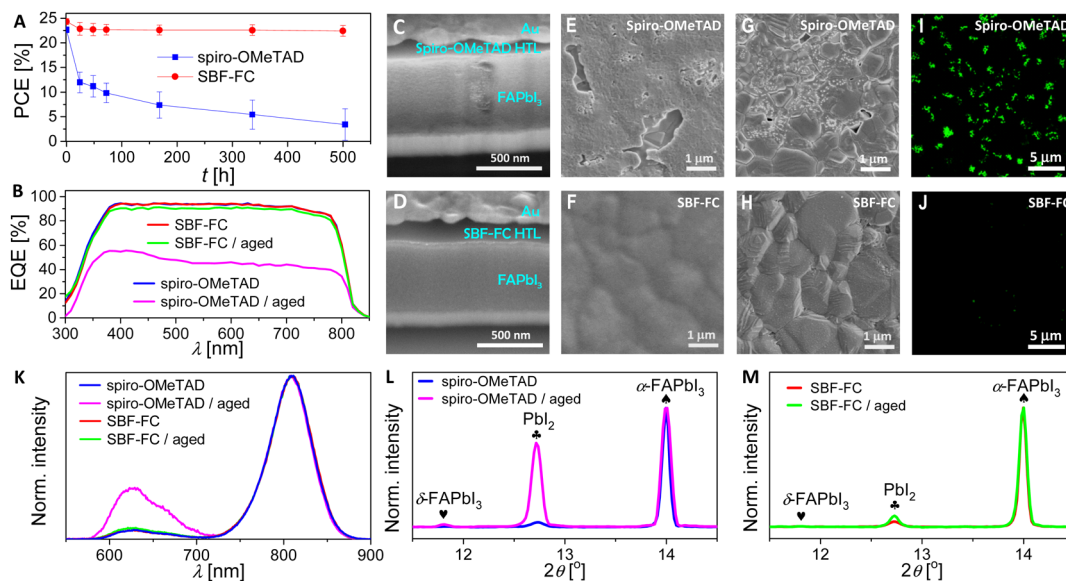 A
PCE [%]
25
20
15
10
5
0
0
100
200
300
400
500
t [h]
spiro-OMeTAD
SBF-FC
B
EQE [%]
100
80
60
40
20
0
300
400
500
600
700
800
λ [nm]
SBF-FC
SBF-FC / aged
spiro-OMeTAD
spiro-OMeTAD / aged
C
Au
Spiro-OMeTAD HTL
FAPbI₃
500 nm
D
Au
SBF-FC HTL
FAPbI₃
500 nm
E
Spiro-OMeTAD
1 μm
F
SBF-FC
1 μm
G
Spiro-OMeTAD
1 μm
H
SBF-FC
1 μm
I
Spiro-OMeTAD
5 μm
J
SBF-FC
5 μm
K
Norm. intensity
spiro-OMeTAD
spiro-OMeTAD / aged
SBF-FC
SBF-FC / aged
600
700
800
900
λ [nm]
L
Norm. intensity
spiro-OMeTAD
spiro-OMeTAD / aged
α-FAPbI₃
♠
PbI₂
♣
δ-FAPbI₃
♥
12
13
14
2θ [°]
M
Norm. intensity
SBF-FC
SBF-FC / aged
α-FAPbI₃
♠
PbI₂
♣
δ-FAPbI₃
♥
12
13
14
2θ [°]